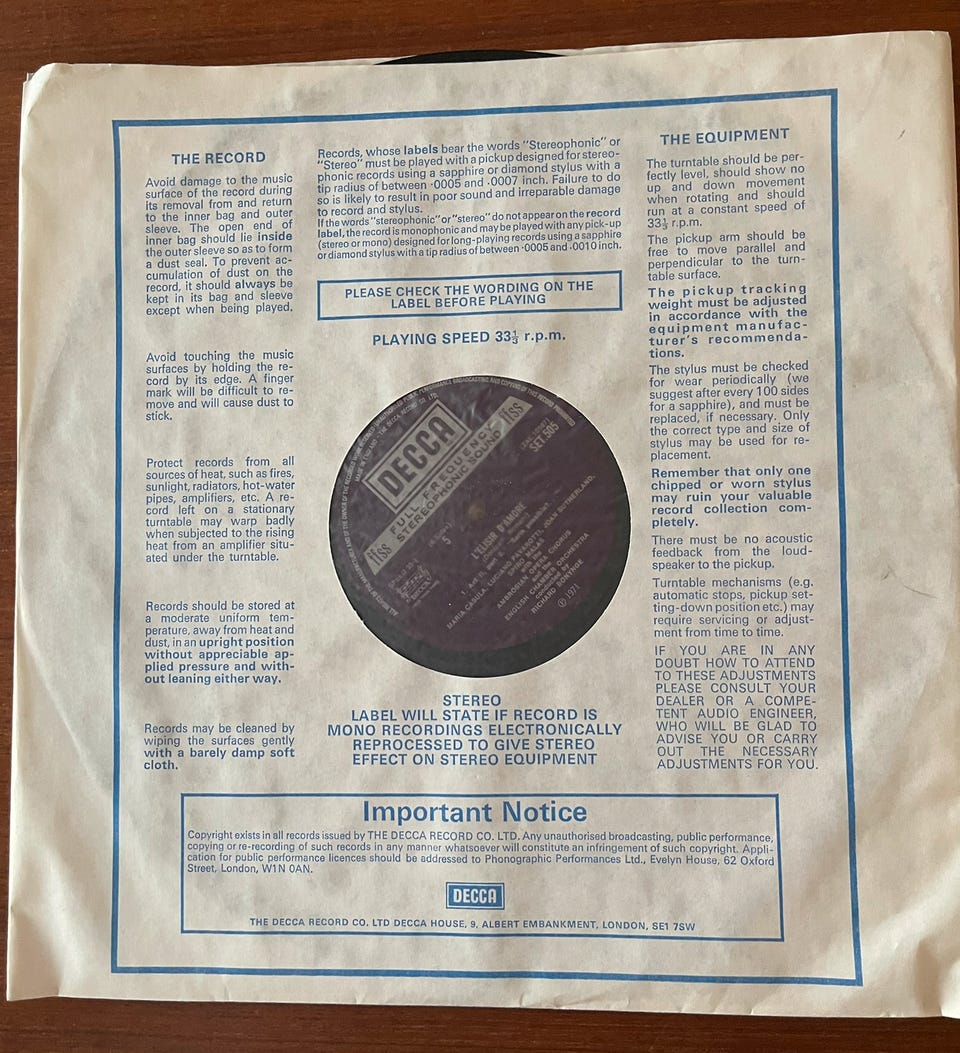 THE RECORD
Avoid damage to the music
surface of the record during
its removal from and return
to the inner bag and outer
sleeve. The open end of
inner bag should lie inside
the outer sleeve so as to form
a dust seal. To prevent ac-
cumulation of dust on the
record, it should always be
kept in its bag and sleeve
except when being played.
Avoid touching the music
surfaces by holding the re-
cord by its edge. A finger
mark will be difficult to re-
move and will cause dust to
stick.
Protect records from all
sources of heat, such as fires,
sunlight, radiators, hot-water
pipes, amplifiers, etc. A re-
cord left on a stationary
turntable may warp badly
when subjected to the rising
heat from an amplifier situ-
ated under the turntable.
Records should be stored at
a moderate uniform tem-
perature, away from heat and
dust, in an upright position
without appreciable ap-
plied pressure and with-
out leaning either way.
Records may be cleaned by
wiping the surfaces gently
with a barely damp soft
cloth.
Records, whose labels bear the words "Stereophonic" or
"Stereo" must be played with a pickup designed for stereo-
phonic records using a sapphire or diamond stylus with a
tip radius of between ·0005 and ·0007 inch. Failure to do
so is likely to result in poor sound and irreparable damage
to record and stylus.
If the words "stereophonic" or "stereo" do not appear on the record
label, the record is monophonic and may be played with any pick-up
(stereo or mono) designed for long-playing records using a sapphire
or diamond stylus with a tip radius of between ·0005 and ·0010 inch.
PLEASE CHECK THE WORDING ON THE
LABEL BEFORE PLAYING
PLAYING SPEED 33⅓ r.p.m.
DECCA
ffss FULL FREQUENCY ffss
STEREOPHONIC SOUND
SET 505
5
L'ELISIR D'AMORE
MARIA CASULA, LUCIANO PAVAROTTI, JOAN SUTHERLAND,
with the
AMBROSIAN OPERA CHORUS
ENGLISH CHAMBER ORCHESTRA
conducted by
RICHARD BONYNGE
Ⓟ 1971
STEREO
LABEL WILL STATE IF RECORD IS
MONO RECORDINGS ELECTRONICALLY
REPROCESSED TO GIVE STEREO
EFFECT ON STEREO EQUIPMENT
THE EQUIPMENT
The turntable should be per-
fectly level, should show no
up and down movement
when rotating and should
run at a constant speed of
33⅓ r.p.m.
The pickup arm should be
free to move parallel and
perpendicular to the turn-
table surface.
The pickup tracking
weight must be adjusted
in accordance with the
equipment manufac-
turer's recommenda-
tions.
The stylus must be checked
for wear periodically (we
suggest after every 100 sides
for a sapphire), and must be
replaced, if necessary. Only
the correct type and size of
stylus may be used for re-
placement.
Remember that only one
chipped or worn stylus
may ruin your valuable
record collection com-
pletely.
There must be no acoustic
feedback from the loud-
speaker to the pickup.
Turntable mechanisms (e.g.
automatic stops, pickup set-
ting-down position etc.) may
require servicing or adjust-
ment from time to time.
IF YOU ARE IN ANY
DOUBT HOW TO ATTEND
TO THESE ADJUSTMENTS
PLEASE CONSULT YOUR
DEALER OR A COMPE-
TENT AUDIO ENGINEER,
WHO WILL BE GLAD TO
ADVISE YOU OR CARRY
OUT THE NECESSARY
ADJUSTMENTS FOR YOU.
Important Notice
Copyright exists in all records issued by THE DECCA RECORD CO. LTD. Any unauthorised broadcasting, public performance,
copying or re-recording of such records in any manner whatsoever will constitute an infringement of such copyright. Appli-
cation for public performance licences should be addressed to Phonographic Performances Ltd., Evelyn House, 62 Oxford
Street, London, W1N 0AN.
DECCA
THE DECCA RECORD CO. LTD DECCA HOUSE, 9, ALBERT EMBANKMENT, LONDON, SE1 7SW